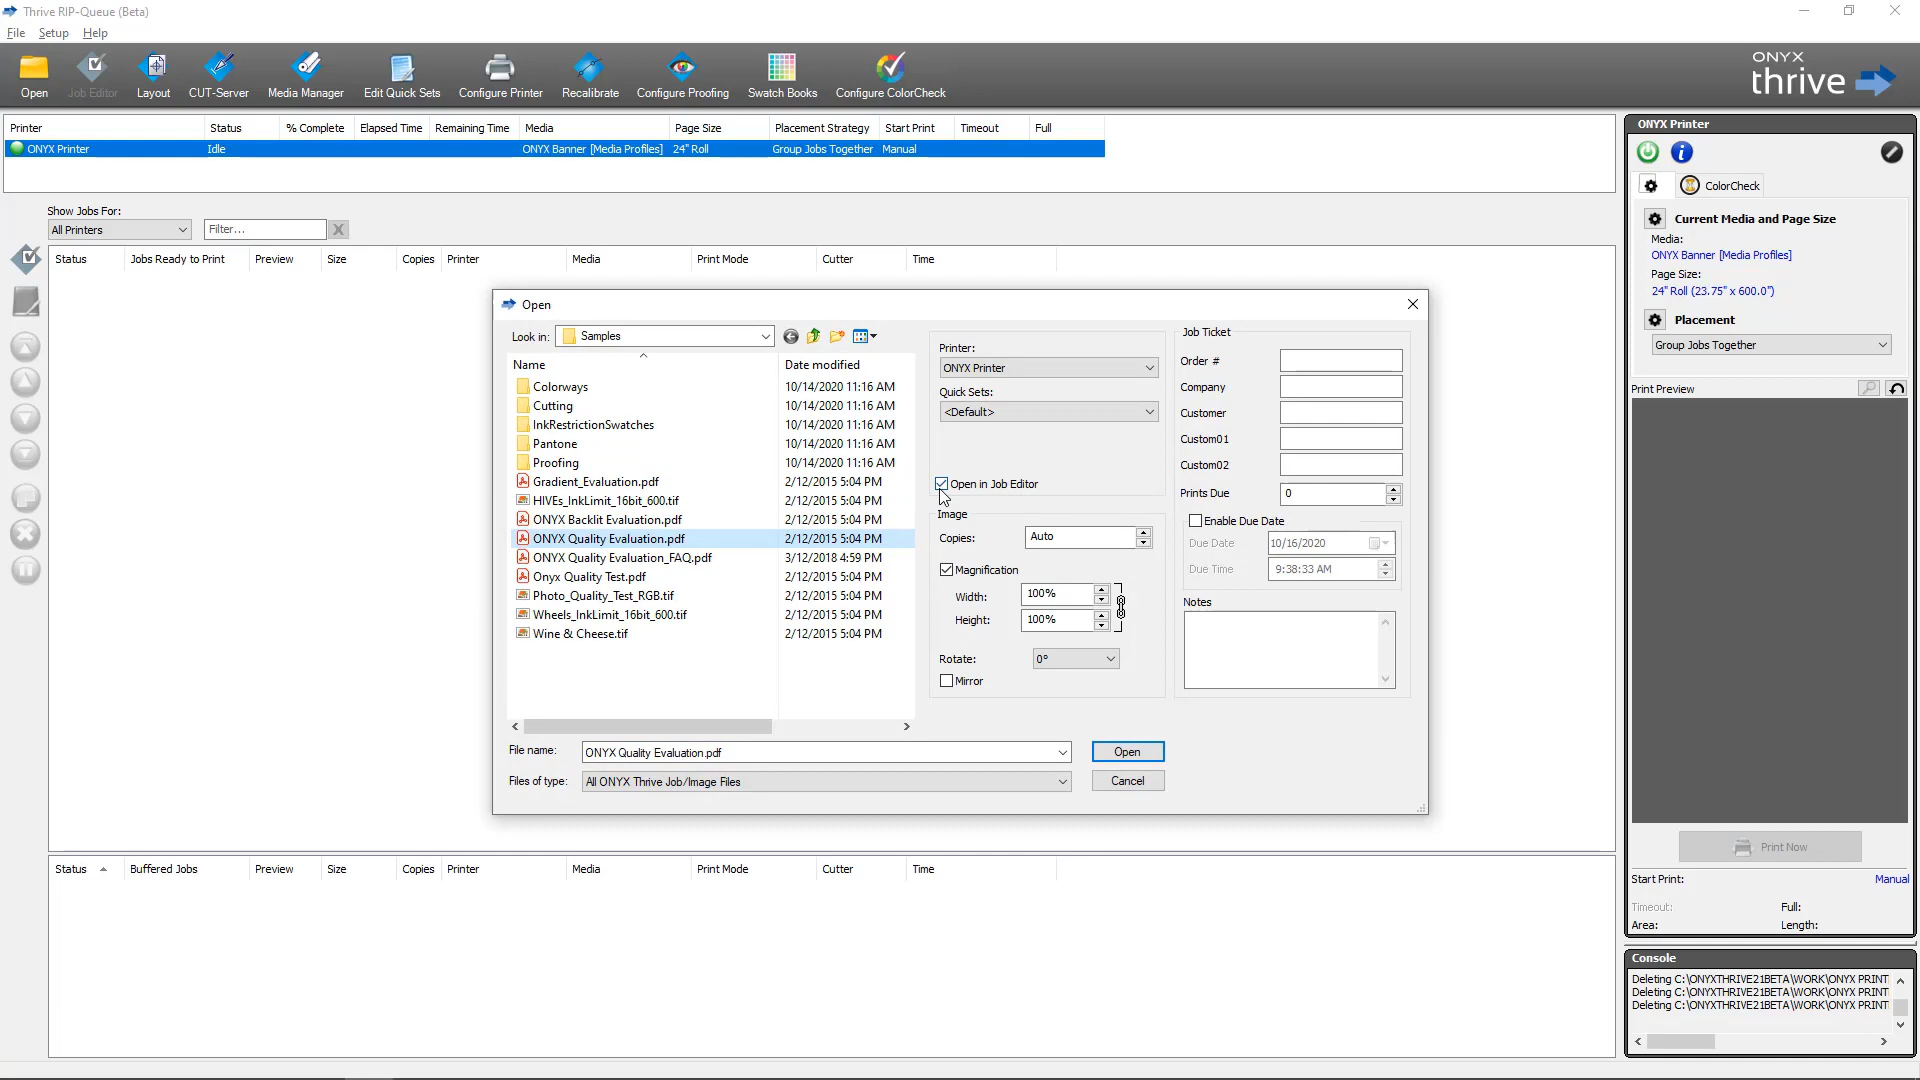 Thrive RIP-Queue (Beta)
File Setup Help
Open Job Editor Layout CUT-Server Media Manager Edit Quick Sets Configure Printer Recalibrate Configure Proofing Swatch Books Configure ColorCheck
ONYX
thrive
Printer Status % Complete Elapsed Time Remaining Time Media Page Size Placement Strategy Start Print Timeout Full
ONYX Printer Idle ONYX Banner [Media Profiles] 24" Roll Group Jobs Together Manual
Show Jobs For:
All Printers Filter... X
Status Jobs Ready to Print Preview Size Copies Printer Media Print Mode Cutter Time
Open
Look in: Samples
Name Date modified
Colorways 10/14/2020 11:16 AM
Cutting 10/14/2020 11:16 AM
InkRestrictionSwatches 10/14/2020 11:16 AM
Pantone 10/14/2020 11:16 AM
Proofing 10/14/2020 11:16 AM
Gradient_Evaluation.pdf 2/12/2015 5:04 PM
HIVEs_InkLimit_16bit_600.tif 2/12/2015 5:04 PM
ONYX Backlit Evaluation.pdf 2/12/2015 5:04 PM
ONYX Quality Evaluation.pdf 2/12/2015 5:04 PM
ONYX Quality Evaluation_FAQ.pdf 3/12/2018 4:59 PM
Onyx Quality Test.pdf 2/12/2015 5:04 PM
Photo_Quality_Test_RGB.tif 2/12/2015 5:04 PM
Wheels_InkLimit_16bit_600.tif 2/12/2015 5:04 PM
Wine & Cheese.tif 2/12/2015 5:04 PM
File name: ONYX Quality Evaluation.pdf Open
Files of type: All ONYX Thrive Job/Image Files Cancel
Printer:
ONYX Printer
Quick Sets:
<Default>
Open in Job Editor
Image
Copies: Auto
Magnification
Width: 100%
Height: 100%
Rotate: 0°
Mirror
Job Ticket
Order #
Company
Customer
Custom01
Custom02
Prints Due 0
Enable Due Date
Due Date 10/16/2020
Due Time 9:38:33 AM
Notes
Status Buffered Jobs Preview Size Copies Printer Media Print Mode Cutter Time
ONYX Printer
ColorCheck
Current Media and Page Size
Media:
ONYX Banner [Media Profiles]
Page Size:
24" Roll (23.75" x 600.0")
Placement
Group Jobs Together
Print Preview
Print Now
Start Print: Manual
Timeout: Full:
Area: Length:
Console
Deleting C:\ONYXTHRIVE21BETA\WORK\ONYX PRINT
Deleting C:\ONYXTHRIVE21BETA\WORK\ONYX PRINT
Deleting C:\ONYXTHRIVE21BETA\WORK\ONYX PRINT